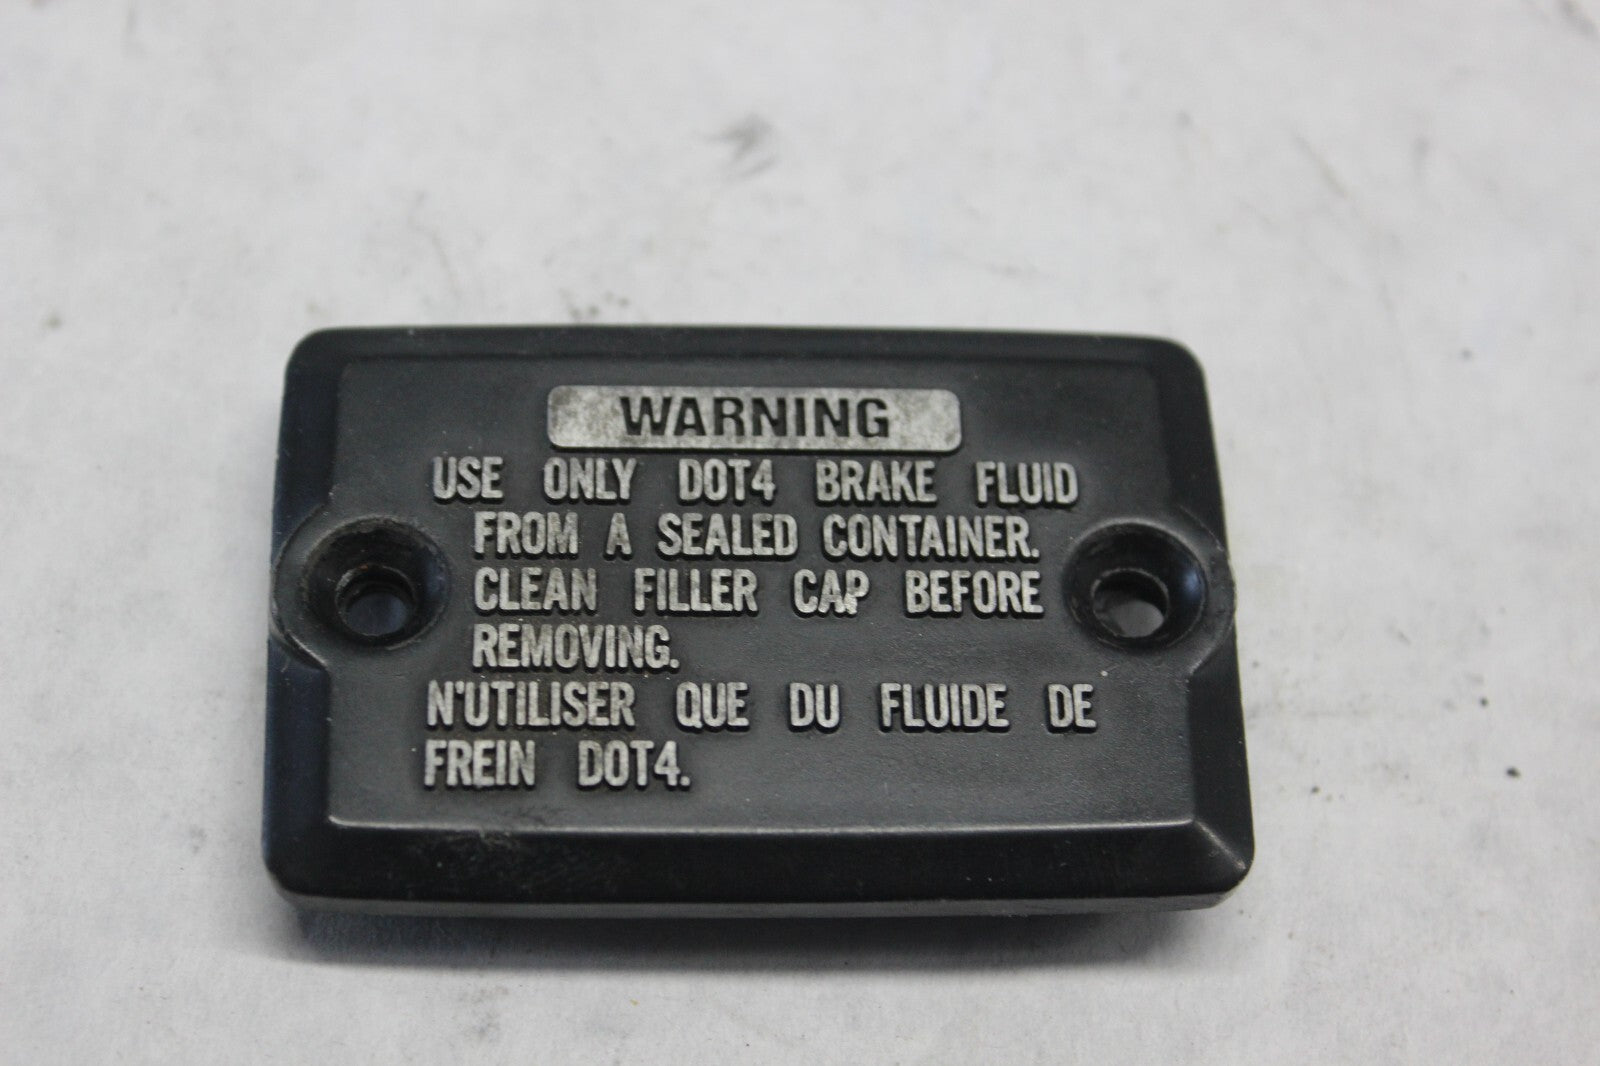 WARNING
USE ONLY DOT4 BRAKE FLUID
FROM A SEALED CONTAINER.
CLEAN FILLER CAP BEFORE
REMOVING.
N'UTILISER QUE DU FLUIDE DE
FREIN DOT4.